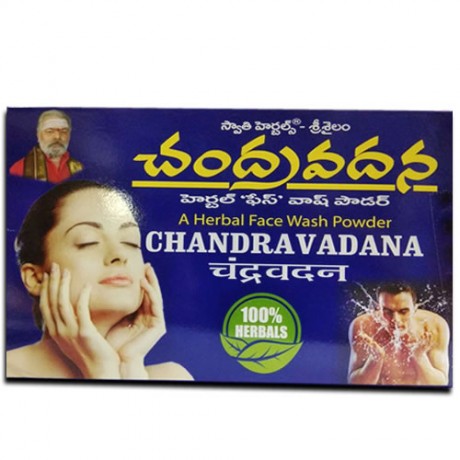 స్వాతి హెర్బల్స్® - శ్రీశైలం
చంద్రవదన
హెర్బల్ 'ఫేస్' వాష్ పౌడర్
A Herbal Face Wash Powder
CHANDRAVADANA
चंद्रवदन
100%
HERBALS